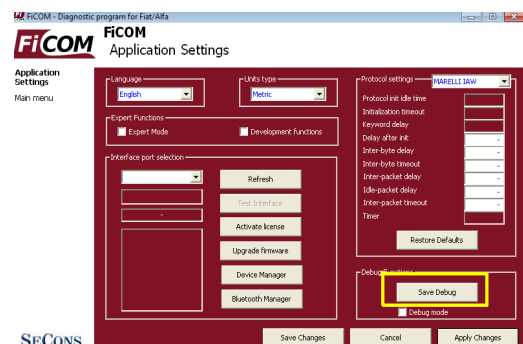 FiCOM - Diagnostic program for Fiat/Alfa
FiCOM
FiCOM
Application Settings
Application
Settings
Main menu
Language
English
Units type
Metric
Expert Functions
Expert Mode
Development functions
Interface port selection
-
Refresh
Test Interface
Activate license
Upgrade firmware
Device Manager
Bluetooth Manager
Protocol settings
MARELLI IAW
Protocol init idle time
Initialization timeout
Keyword delay
Delay after init
-
Inter-byte delay
-
Inter-byte timeout
-
Inter-packet delay
-
Idle-packet delay
-
Inter-packet timeout
-
Timer
Restore Defaults
Debug Functions
Save Debug
Debug mode
SECONS
Save Changes
Cancel
Apply Changes